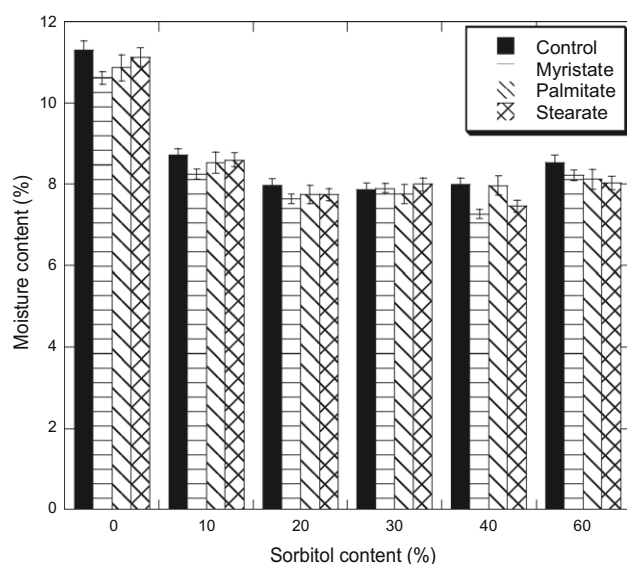 12
10
8
6
4
2
0
Moisture content (%)
Control
Myristate
Palmitate
Stearate
0 10 20 30 40 60
Sorbitol content (%)